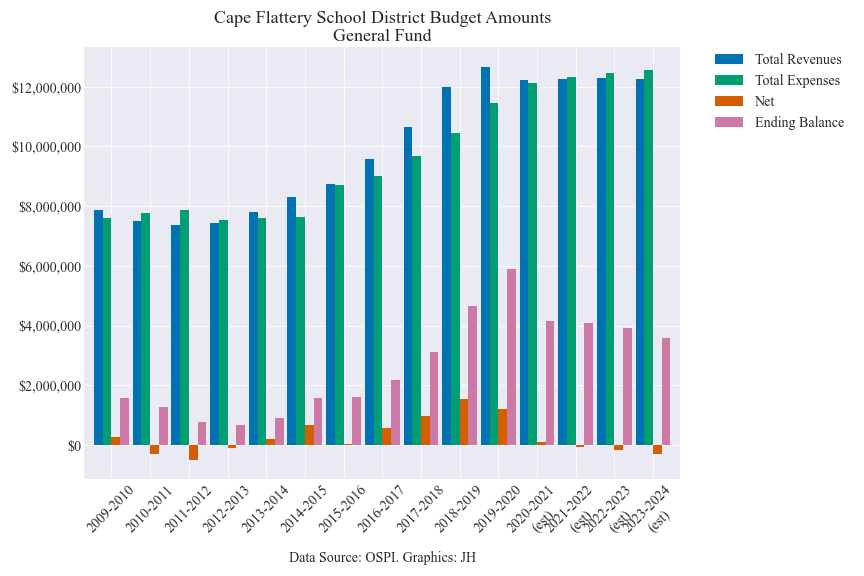 Cape Flattery School District Budget Amounts
General Fund
Total Revenues
Total Expenses
Net
Ending Balance
$12,000,000
$10,000,000
$8,000,000
$6,000,000
$4,000,000
$2,000,000
$0
2009-2010
2010-2011
2011-2012
2012-2013
2013-2014
2014-2015
2015-2016
2016-2017
2017-2018
2018-2019
2019-2020
2020-2021
(est)
2021-2022
(est)
2022-2023
(est)
2023-2024
(est)
Data Source: OSPI. Graphics: JH